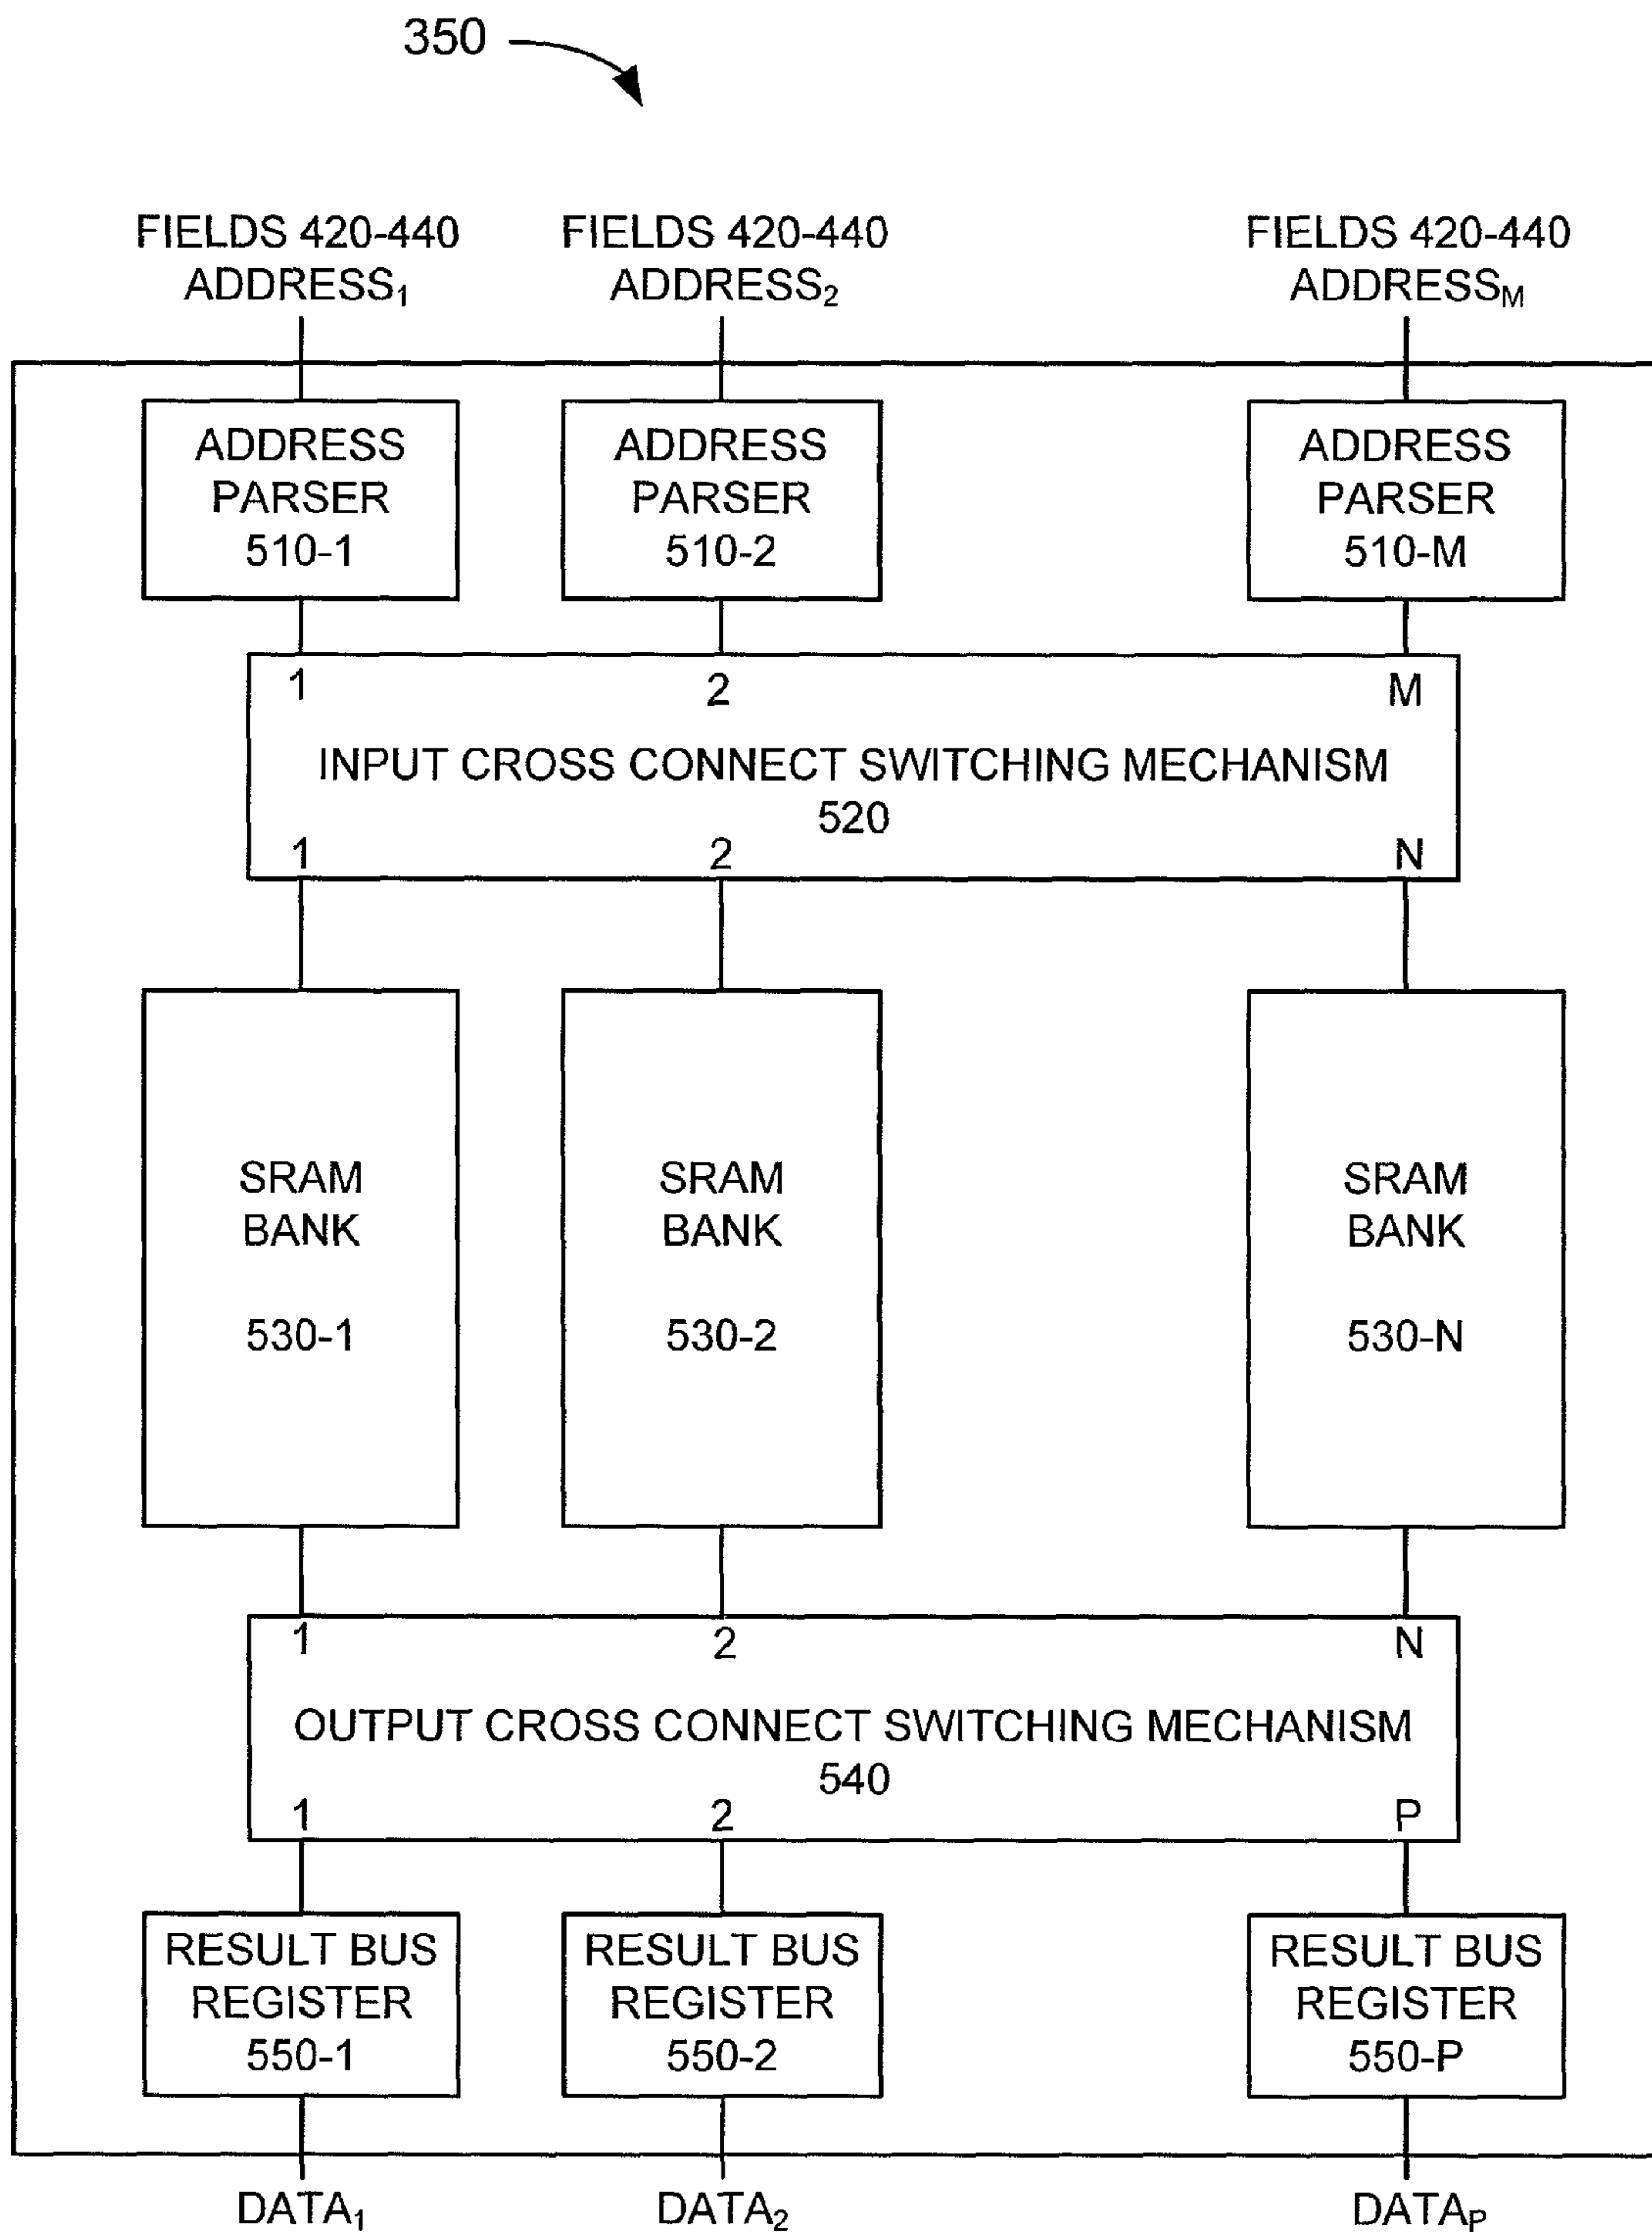 350
FIELDS 420-440 FIELDS 420-440 FIELDS 420-440
ADDRESS₁ ADDRESS₂ ADDRESSM
ADDRESS ADDRESS ADDRESS
PARSER PARSER PARSER
510-1 510-2 510-M
1 2 M
INPUT CROSS CONNECT SWITCHING MECHANISM
520
1 2 N
SRAM SRAM SRAM
BANK BANK BANK
530-1 530-2 530-N
1 2 N
OUTPUT CROSS CONNECT SWITCHING MECHANISM
540
1 2 P
RESULT BUS RESULT BUS RESULT BUS
REGISTER REGISTER REGISTER
550-1 550-2 550-P
DATA₁ DATA₂ DATAP